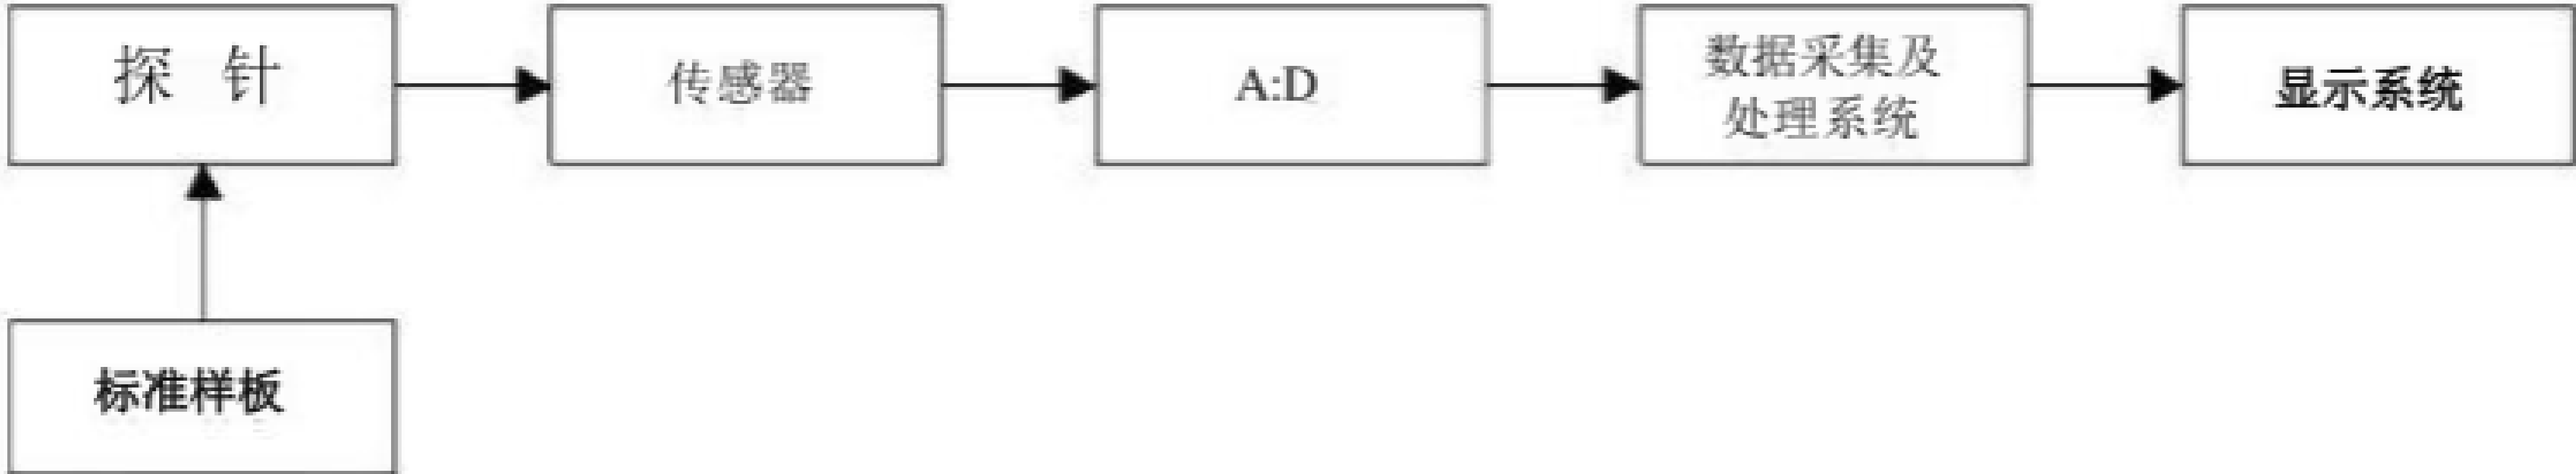 探 针
传感器
A:D
数据采集及
处理系统
显示系统
标准样板